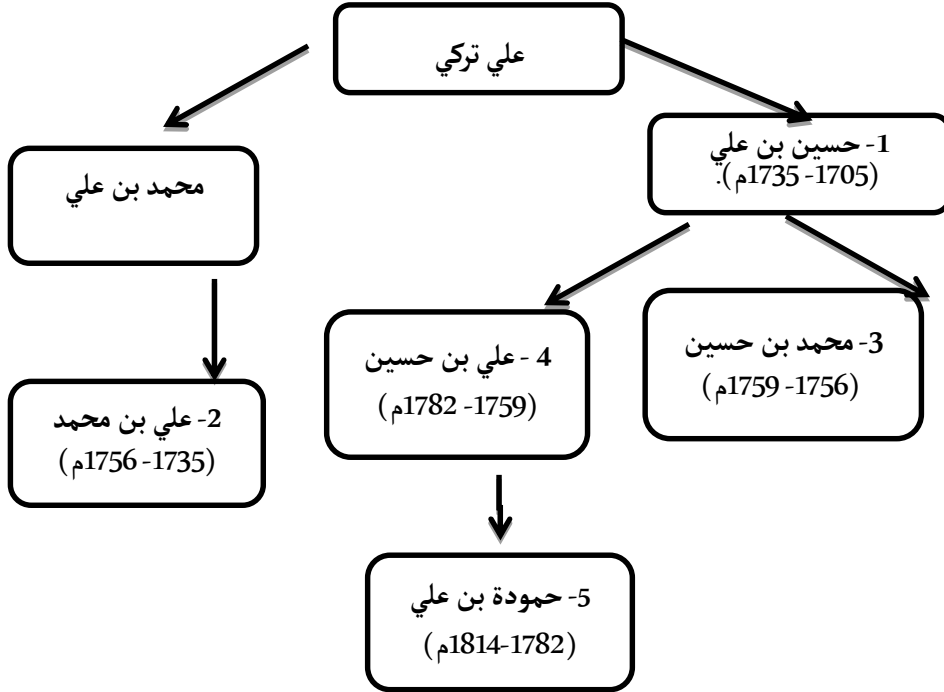 علي تركي
1- حسين بن علي
(1705- 1735م).
محمد بن علي
3- محمد بن حسين
(1756- 1759م)
4 - علي بن حسين
(1759- 1782م)
2- علي بن محمد
(1735- 1756م)
5- حمودة بن علي
(1782-1814م)